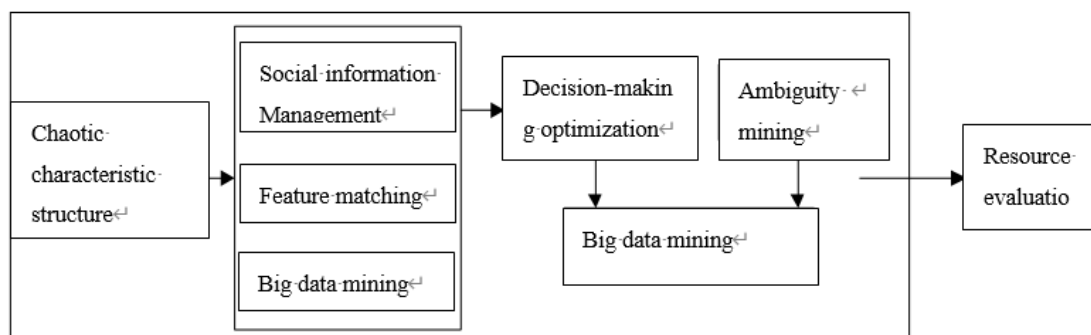 Chaotic
characteristic
structure
Social information
Management
Feature matching
Big data mining
Decision-makin
g optimization
Ambiguity
mining
Big data mining
Resource
evaluatio